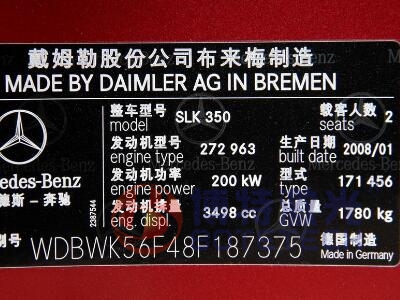 戴姆勒股份公司布来梅制造
MADE BY DAIMLER AG IN BREMEN
整车型号 SLK 350 载客人数 2
model seats
发动机型号 272 963 生产日期 2008/01
engine type built date
发动机功率 200 kW 型式 171 456
engine power type
发动机排量 3498 cc 总质量 1780 kg
eng. displ. GVW
Mercedes-Benz
梅赛德斯-奔驰
2387544
WDBWK56F48F187375 德国制造
Made in Germany